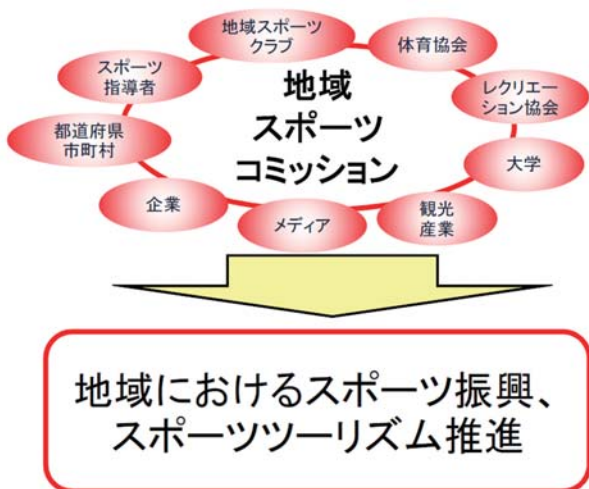 地域スポーツ
クラブ
体育協会
スポーツ
指導者
レクリエー
ション協会
都道府県
市町村
大学
企業
メディア
観光
産業
地域
スポーツ
コミッション
地域におけるスポーツ振興、
スポーツツーリズム推進